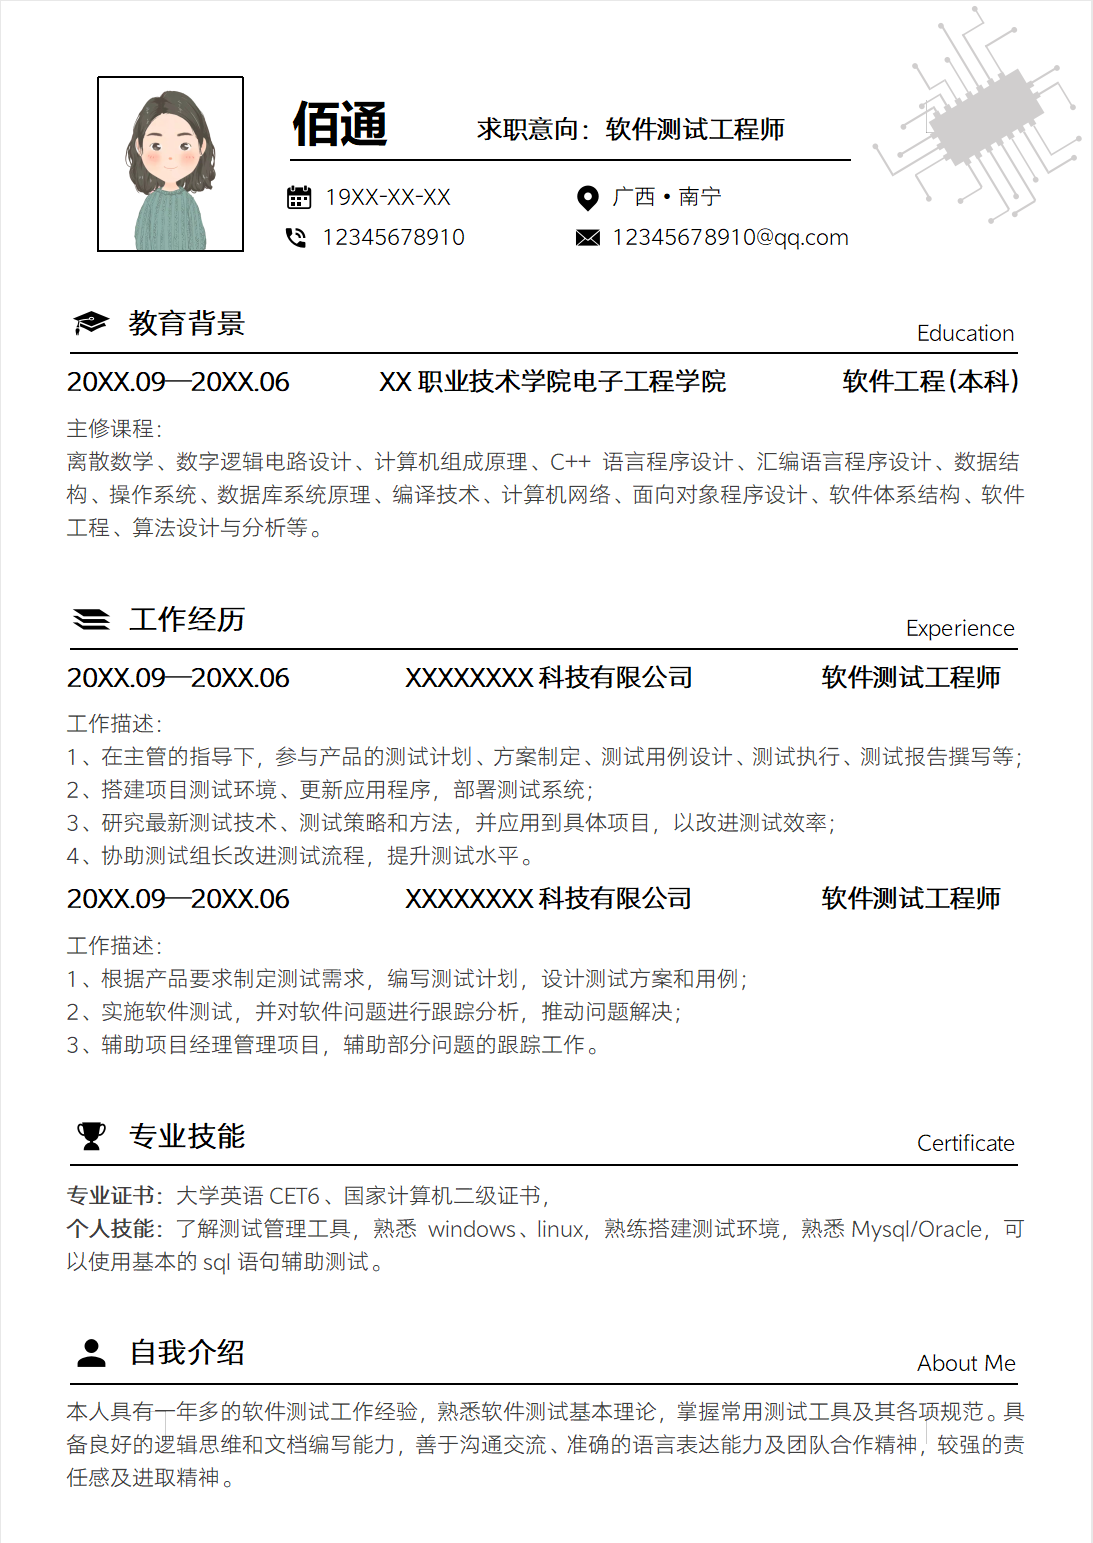 佰通 求职意向：软件测试工程师
19XX-XX-XX 广西·南宁
12345678910 12345678910@qq.com
教育背景 Education
20XX.09—20XX.06 XX 职业技术学院电子工程学院 软件工程(本科)
主修课程：
离散数学、数字逻辑电路设计、计算机组成原理、C++ 语言程序设计、汇编语言程序设计、数据结
构、操作系统、数据库系统原理、编译技术、计算机网络、面向对象程序设计、软件体系结构、软件
工程、算法设计与分析等。
工作经历 Experience
20XX.09—20XX.06 XXXXXXXX 科技有限公司 软件测试工程师
工作描述：
1、在主管的指导下，参与产品的测试计划、方案制定、测试用例设计、测试执行、测试报告撰写等；
2、搭建项目测试环境、更新应用程序，部署测试系统；
3、研究最新测试技术、测试策略和方法，并应用到具体项目，以改进测试效率；
4、协助测试组长改进测试流程，提升测试水平。
20XX.09—20XX.06 XXXXXXXX 科技有限公司 软件测试工程师
工作描述：
1、根据产品要求制定测试需求，编写测试计划，设计测试方案和用例；
2、实施软件测试，并对软件问题进行跟踪分析，推动问题解决；
3、辅助项目经理管理项目，辅助部分问题的跟踪工作。
专业技能 Certificate
专业证书：大学英语 CET6、国家计算机二级证书，
个人技能：了解测试管理工具，熟悉 windows、linux，熟练搭建测试环境，熟悉 Mysql/Oracle，可
以使用基本的 sql 语句辅助测试。
自我介绍 About Me
本人具有一年多的软件测试工作经验，熟悉软件测试基本理论，掌握常用测试工具及其各项规范。具
备良好的逻辑思维和文档编写能力，善于沟通交流、准确的语言表达能力及团队合作精神，较强的责
任感及进取精神。